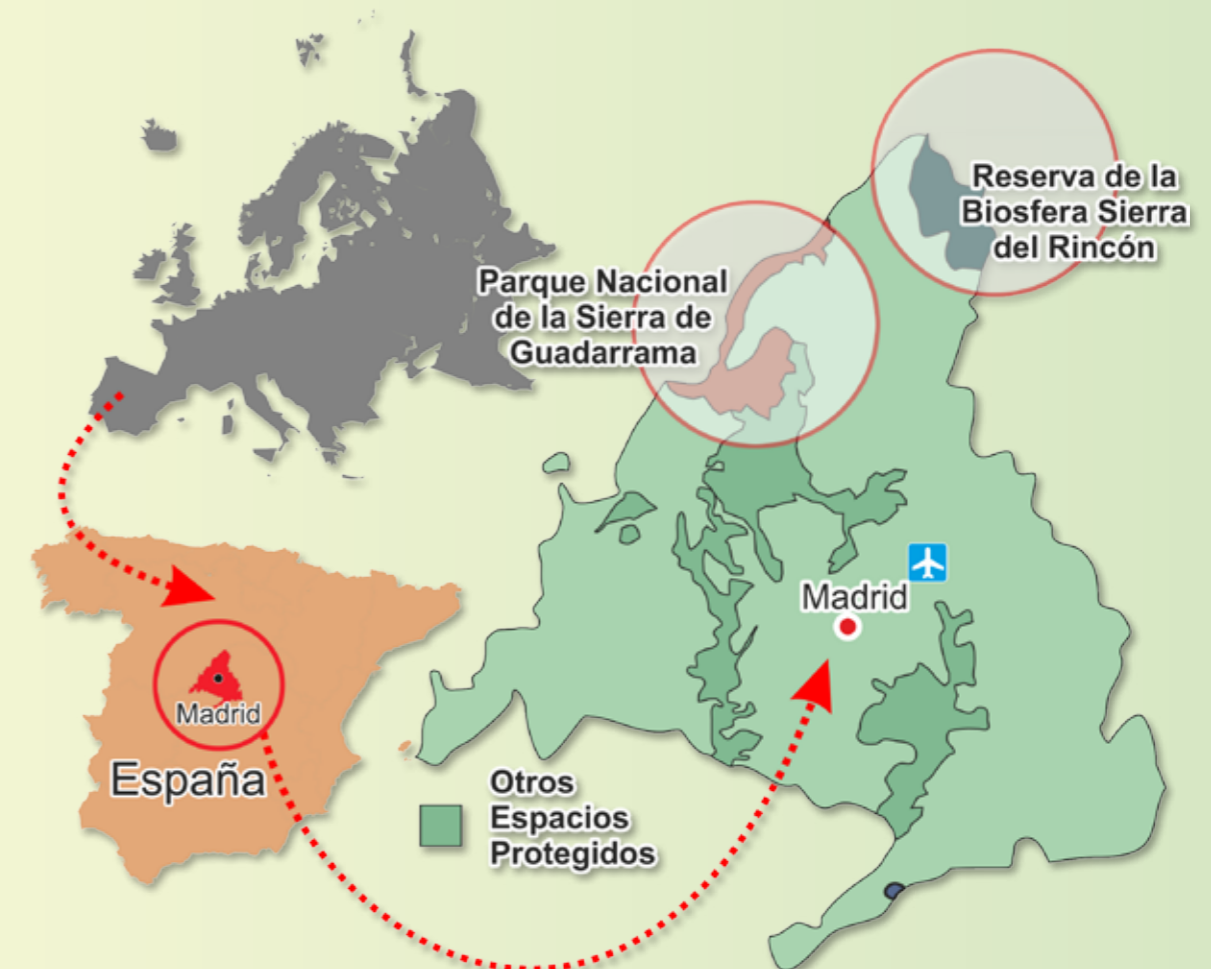 Reserva de la
Biosfera Sierra
del Rincón
Parque Nacional
de la Sierra de
Guadarrama
Madrid
Madrid
España
Otros
Espacios
Protegidos